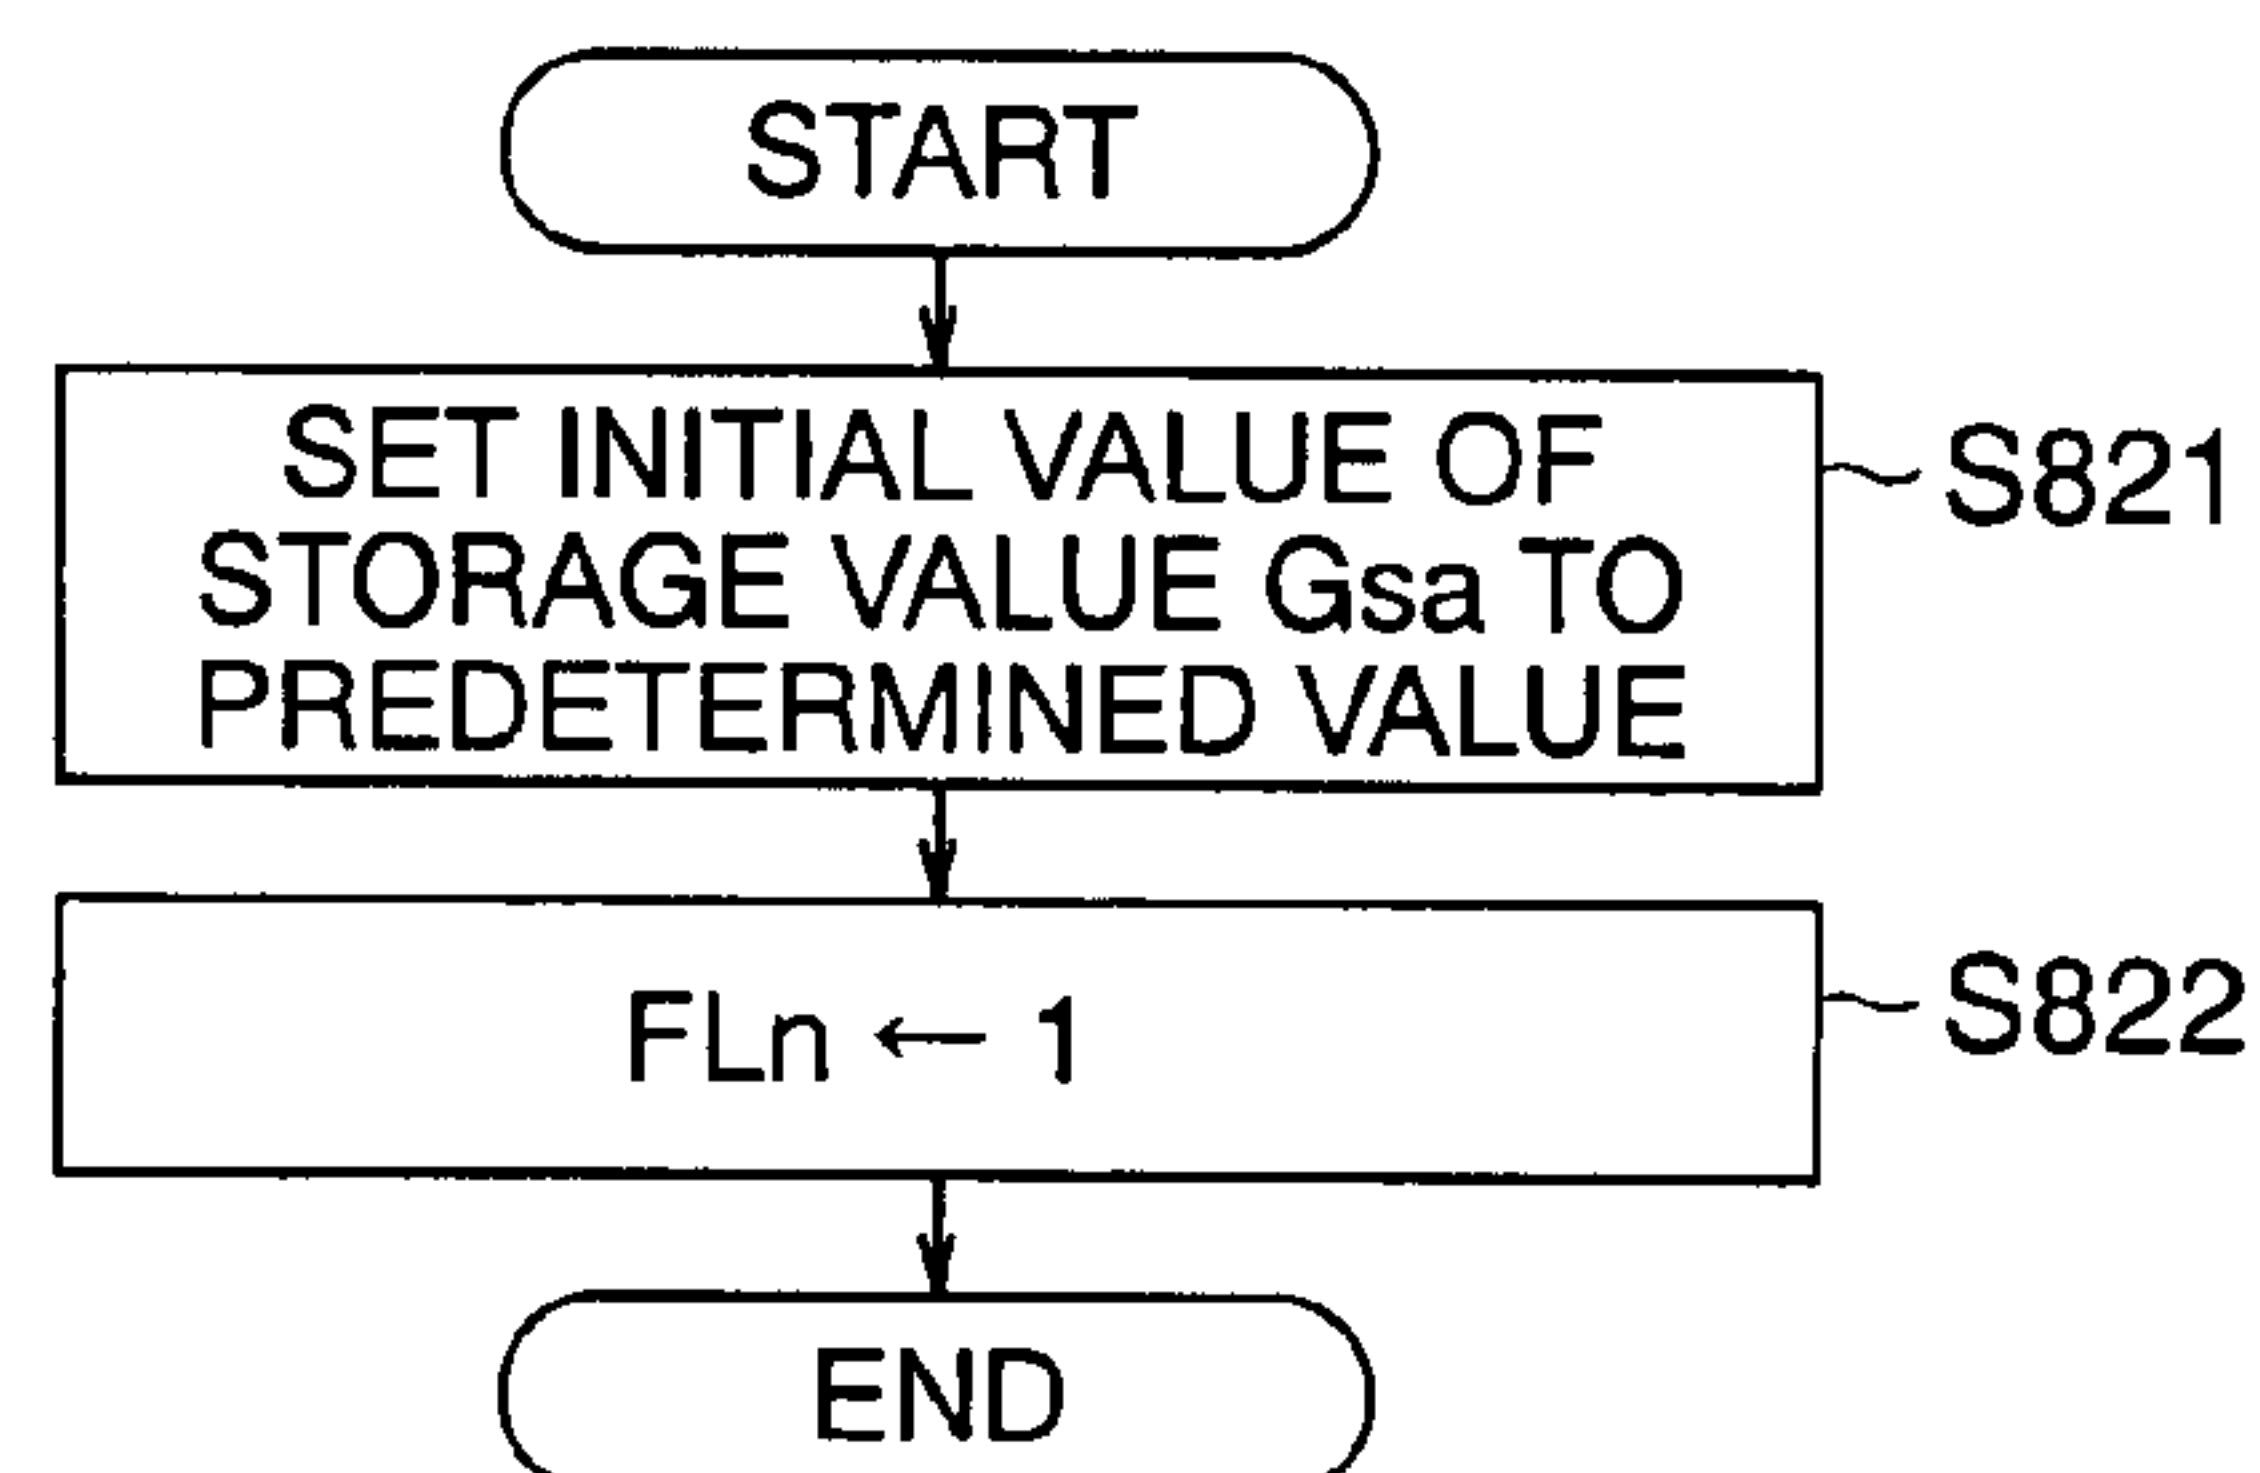 START
SET INITIAL VALUE OF
STORAGE VALUE Gsa TO
PREDETERMINED VALUE
S821
FLn ← 1
S822
END